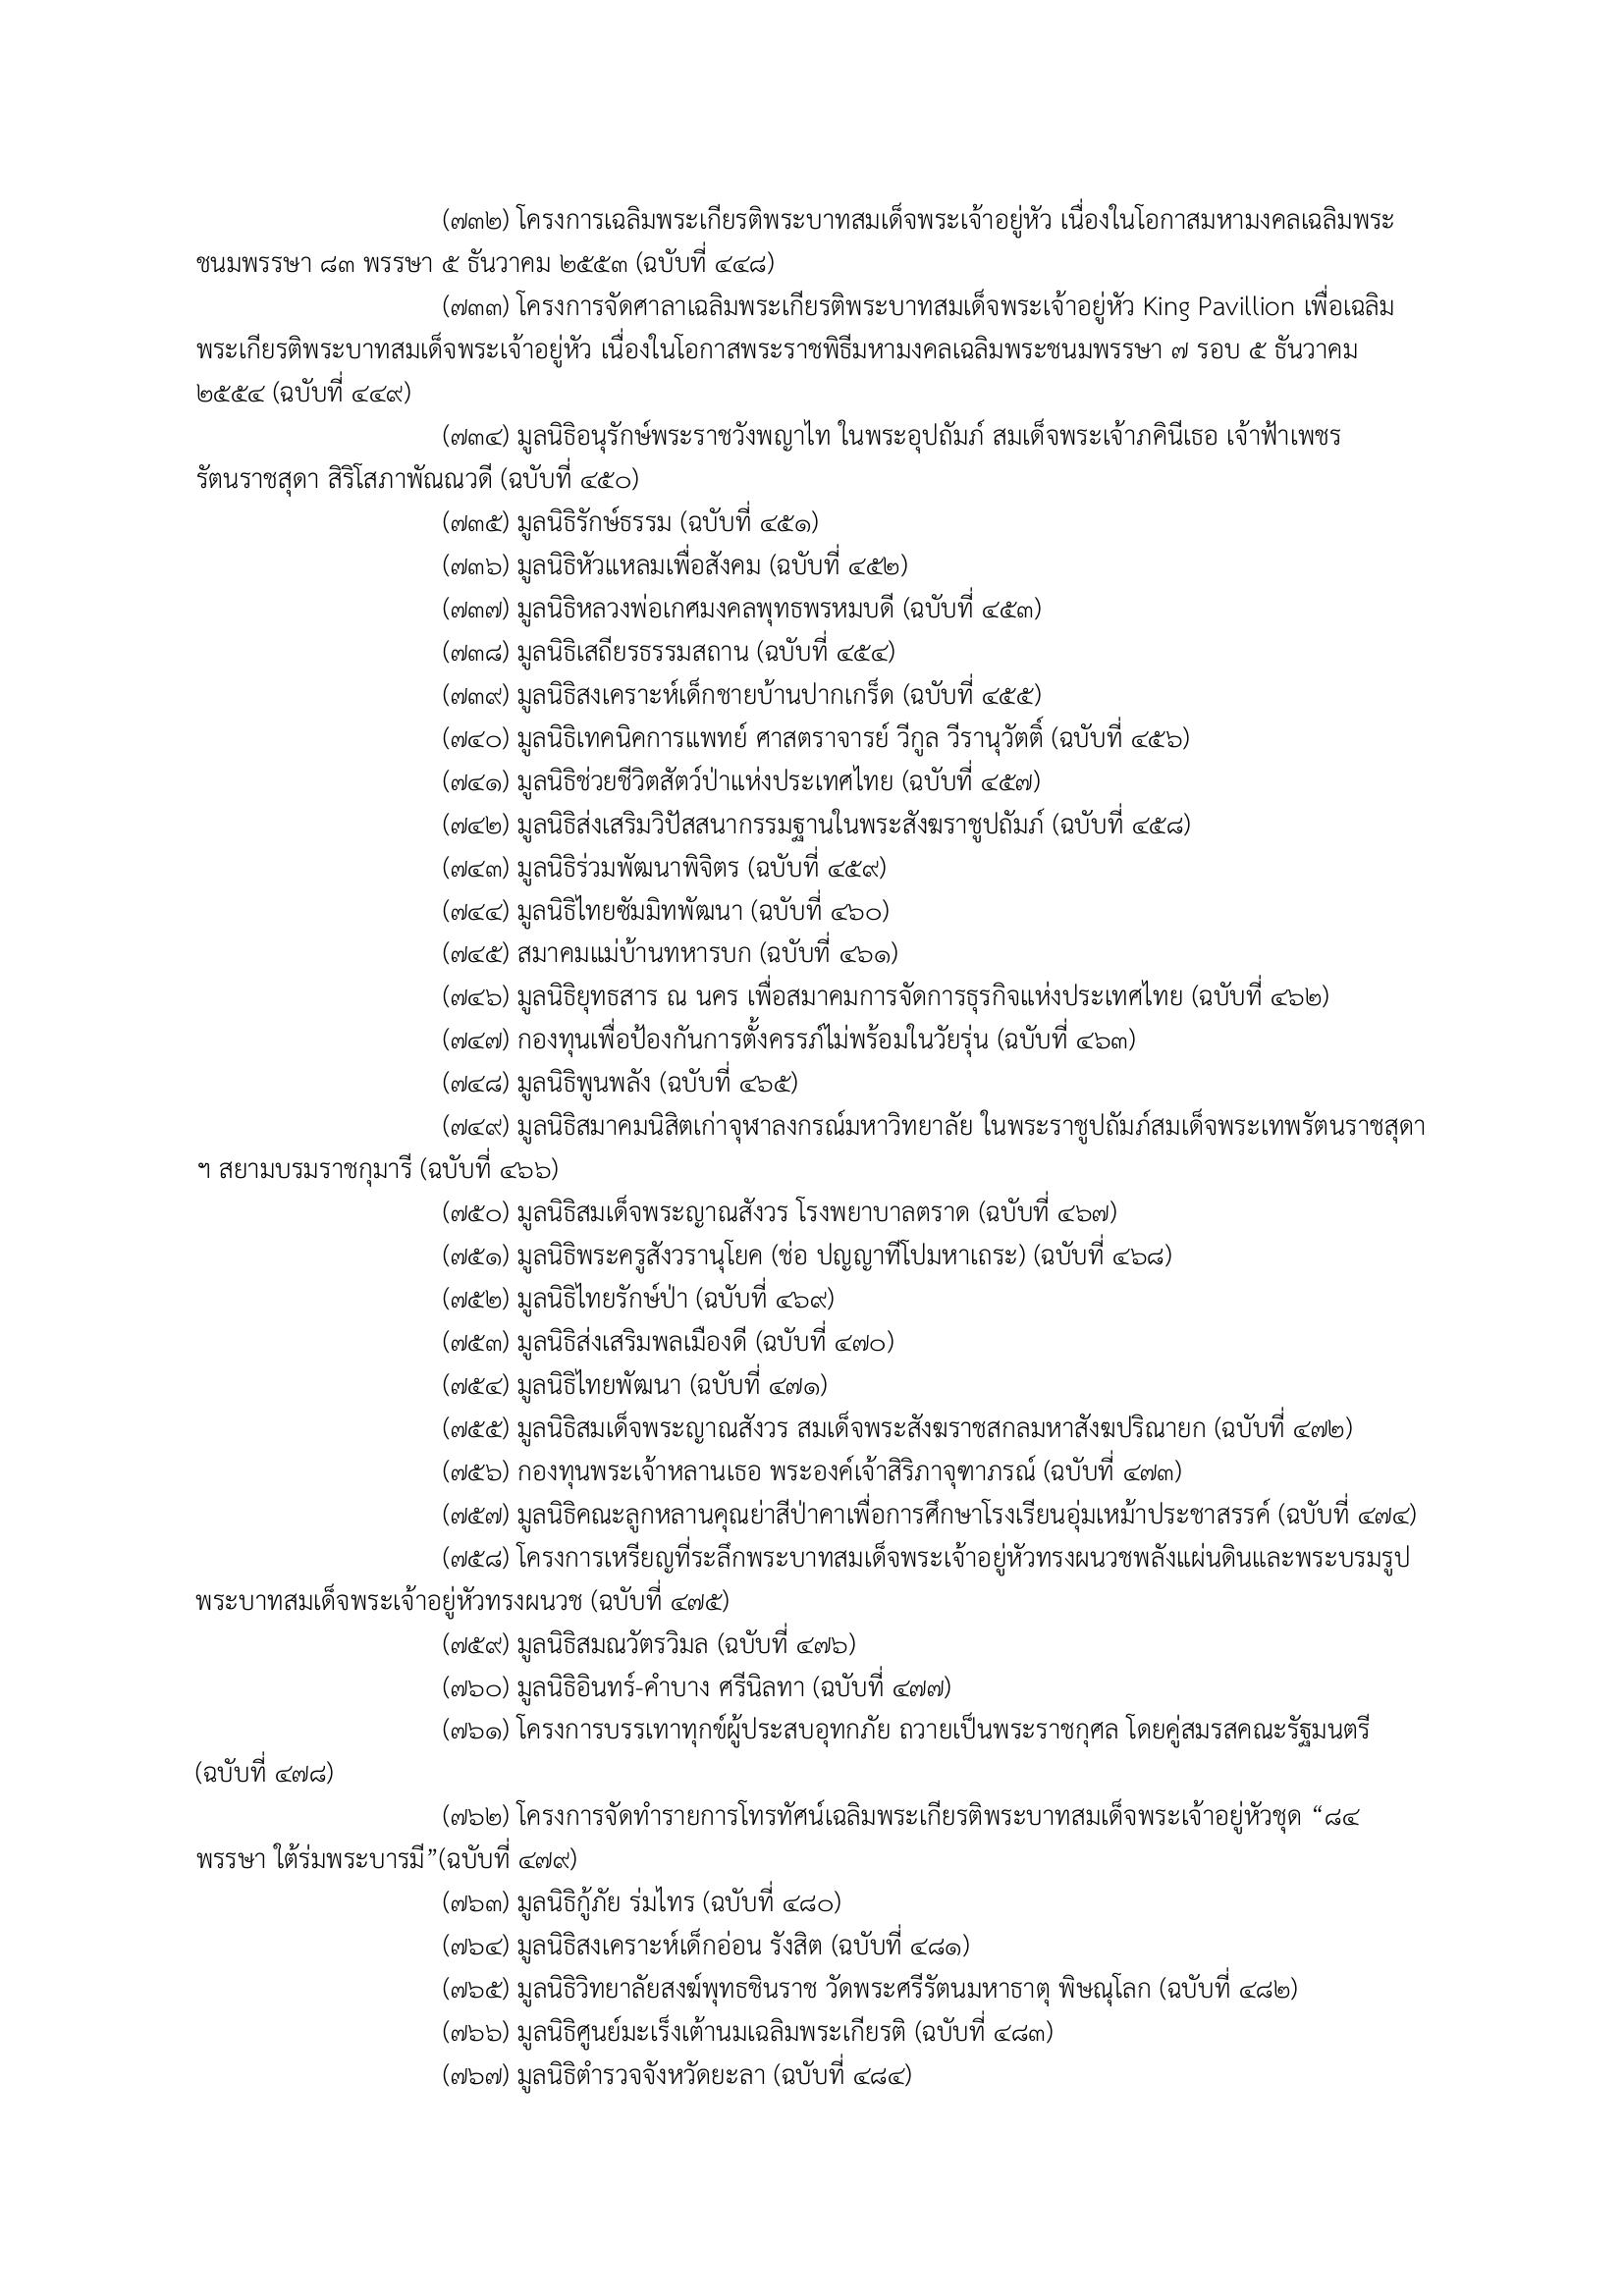 (๗๓๒) โครงการเฉลิมพระเกียรติพระบาทสมเด็จพระเจ้าอยู่หัว เนื่องในโอกาสมหามงคลเฉลิมพระ
ชนมพรรษา ๘๓ พรรษา ๕ ธันวาคม ๒๕๕๓ (ฉบับที่ ๔๔๘)
(๗๓๓) โครงการจัดศาลาเฉลิมพระเกียรติพระบาทสมเด็จพระเจ้าอยู่หัว King Pavillion เพื่อเฉลิม
พระเกียรติพระบาทสมเด็จพระเจ้าอยู่หัว เนื่องในโอกาสพระราชพิธีมหามงคลเฉลิมพระชนมพรรษา ๗ รอบ ๕ ธันวาคม
๒๕๕๔ (ฉบับที่ ๔๔๙)
(๗๓๔) มูลนิธิอนุรักษ์พระราชวังพญาไท ในพระอุปถัมภ์ สมเด็จพระเจ้าภคินีเธอ เจ้าฟ้าเพชร
รัตนราชสุดา สิริโสภาพัณณวดี (ฉบับที่ ๔๕๐)
(๗๓๕) มูลนิธิรักษ์ธรรม (ฉบับที่ ๔๕๑)
(๗๓๖) มูลนิธิหัวแหลมเพื่อสังคม (ฉบับที่ ๔๕๒)
(๗๓๗) มูลนิธิหลวงพ่อเกศมงคลพุทธพรหมบดี (ฉบับที่ ๔๕๓)
(๗๓๘) มูลนิธิเสถียรธรรมสถาน (ฉบับที่ ๔๕๔)
(๗๓๙) มูลนิธิสงเคราะห์เด็กชายบ้านปากเกร็ด (ฉบับที่ ๔๕๕)
(๗๔๐) มูลนิธิเทคนิคการแพทย์ ศาสตราจารย์ วีกูล วีรานุวัตติ์ (ฉบับที่ ๔๕๖)
(๗๔๑) มูลนิธิช่วยชีวิตสัตว์ป่าแห่งประเทศไทย (ฉบับที่ ๔๕๗)
(๗๔๒) มูลนิธิส่งเสริมวิปัสสนากรรมฐานในพระสังฆราชูปถัมภ์ (ฉบับที่ ๔๕๘)
(๗๔๓) มูลนิธิร่วมพัฒนาพิจิตร (ฉบับที่ ๔๕๙)
(๗๔๔) มูลนิธิไทยซัมมิทพัฒนา (ฉบับที่ ๔๖๐)
(๗๔๕) สมาคมแม่บ้านทหารบก (ฉบับที่ ๔๖๑)
(๗๔๖) มูลนิธิยุทธสาร ณ นคร เพื่อสมาคมการจัดการธุรกิจแห่งประเทศไทย (ฉบับที่ ๔๖๒)
(๗๔๗) กองทุนเพื่อป้องกันการตั้งครรภ์ไม่พร้อมในวัยรุ่น (ฉบับที่ ๔๖๓)
(๗๔๘) มูลนิธิพูนพลัง (ฉบับที่ ๔๖๕)
(๗๔๙) มูลนิธิสมาคมนิสิตเก่าจุฬาลงกรณ์มหาวิทยาลัย ในพระราชูปถัมภ์สมเด็จพระเทพรัตนราชสุดา
ฯ สยามบรมราชกุมารี (ฉบับที่ ๔๖๖)
(๗๕๐) มูลนิธิสมเด็จพระญาณสังวร โรงพยาบาลตราด (ฉบับที่ ๔๖๗)
(๗๕๑) มูลนิธิพระครูสังวรานุโยค (ช่อ ปญญาทีโปมหาเถระ) (ฉบับที่ ๔๖๘)
(๗๕๒) มูลนิธิไทยรักษ์ป่า (ฉบับที่ ๔๖๙)
(๗๕๓) มูลนิธิส่งเสริมพลเมืองดี (ฉบับที่ ๔๗๐)
(๗๕๔) มูลนิธิไทยพัฒนา (ฉบับที่ ๔๗๑)
(๗๕๕) มูลนิธิสมเด็จพระญาณสังวร สมเด็จพระสังฆราชสกลมหาสังฆปริณายก (ฉบับที่ ๔๗๒)
(๗๕๖) กองทุนพระเจ้าหลานเธอ พระองค์เจ้าสิริภาจุฑาภรณ์ (ฉบับที่ ๔๗๓)
(๗๕๗) มูลนิธิคณะลูกหลานคุณย่าสีป่าคาเพื่อการศึกษาโรงเรียนอุ่มเหม้าประชาสรรค์ (ฉบับที่ ๔๗๔)
(๗๕๘) โครงการเหรียญที่ระลึกพระบาทสมเด็จพระเจ้าอยู่หัวทรงผนวชพลังแผ่นดินและพระบรมรูป
พระบาทสมเด็จพระเจ้าอยู่หัวทรงผนวช (ฉบับที่ ๔๗๕)
(๗๕๙) มูลนิธิสมณวัตรวิมล (ฉบับที่ ๔๗๖)
(๗๖๐) มูลนิธิอินทร์-คำบาง ศรีนิลทา (ฉบับที่ ๔๗๗)
(๗๖๑) โครงการบรรเทาทุกข์ผู้ประสบอุทกภัย ถวายเป็นพระราชกุศล โดยคู่สมรสคณะรัฐมนตรี
(ฉบับที่ ๔๗๘)
(๗๖๒) โครงการจัดทำรายการโทรทัศน์เฉลิมพระเกียรติพระบาทสมเด็จพระเจ้าอยู่หัวชุด “๘๔
พรรษา ใต้ร่มพระบารมี”(ฉบับที่ ๔๗๙)
(๗๖๓) มูลนิธิกู้ภัย ร่มไทร (ฉบับที่ ๔๘๐)
(๗๖๔) มูลนิธิสงเคราะห์เด็กอ่อน รังสิต (ฉบับที่ ๔๘๑)
(๗๖๕) มูลนิธิวิทยาลัยสงฆ์พุทธชินราช วัดพระศรีรัตนมหาธาตุ พิษณุโลก (ฉบับที่ ๔๘๒)
(๗๖๖) มูลนิธิศูนย์มะเร็งเต้านมเฉลิมพระเกียรติ (ฉบับที่ ๔๘๓)
(๗๖๗) มูลนิธิตำรวจจังหวัดยะลา (ฉบับที่ ๔๘๔)